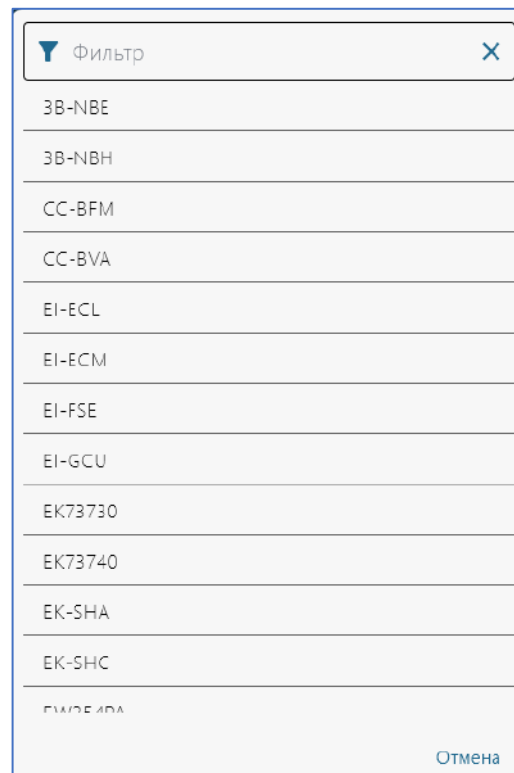 Фильтр
3B-NBE
3B-NBH
CC-BFM
CC-BVA
EI-ECL
EI-ECM
EI-FSE
EI-GCU
EK73730
EK73740
EK-SHA
EK-SHC
Отмена